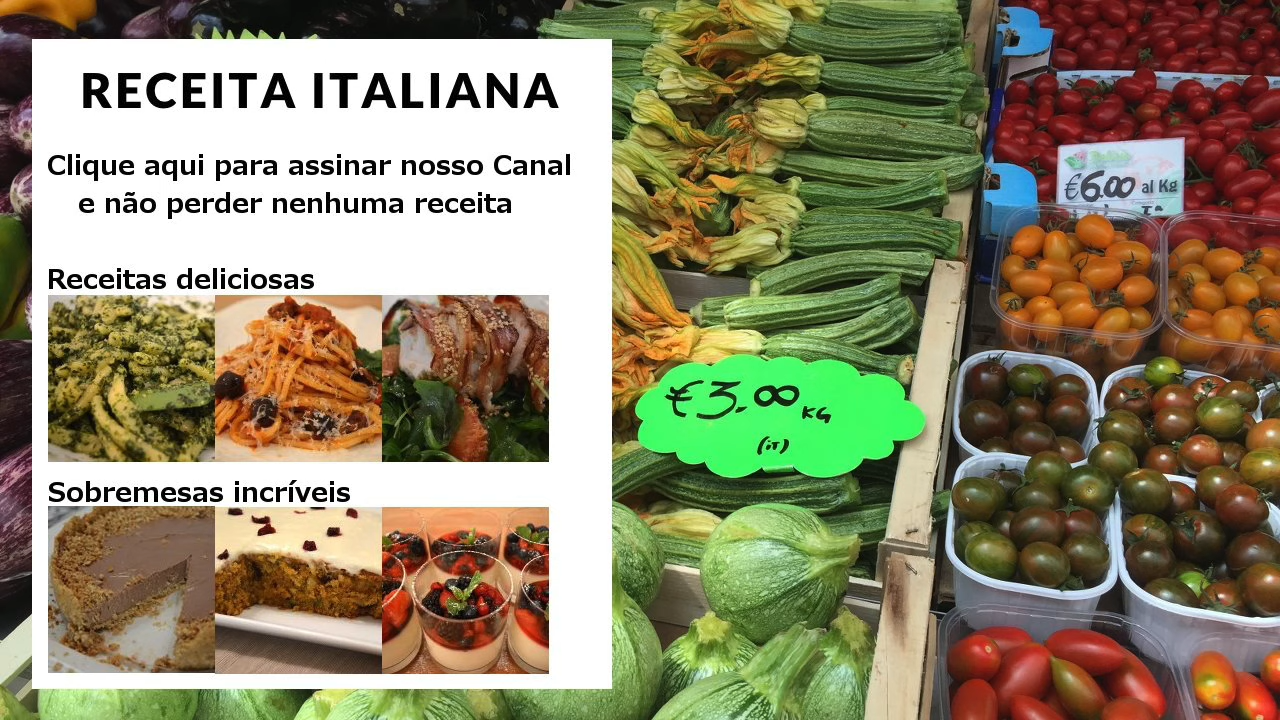 RECEITA ITALIANA
Clique aqui para assinar nosso Canal
e não perder nenhuma receita
Receitas deliciosas
Sobremesas incríveis
€3.00 KG
(iT)
€6.00 al Kg